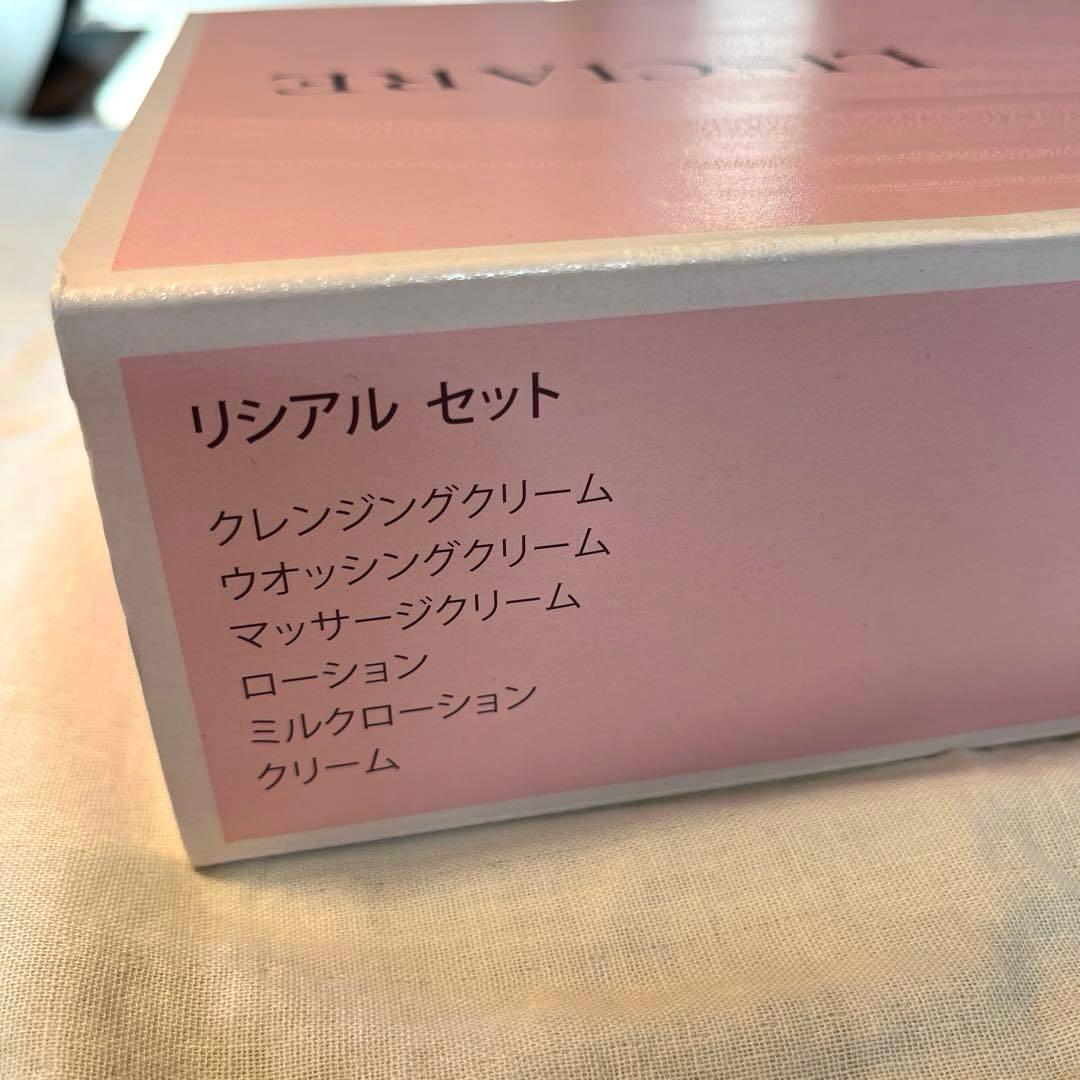 LISCIARE
リシアル セット
クレンジングクリーム
ウオッシングクリーム
マッサージクリーム
ローション
ミルクローション
クリーム